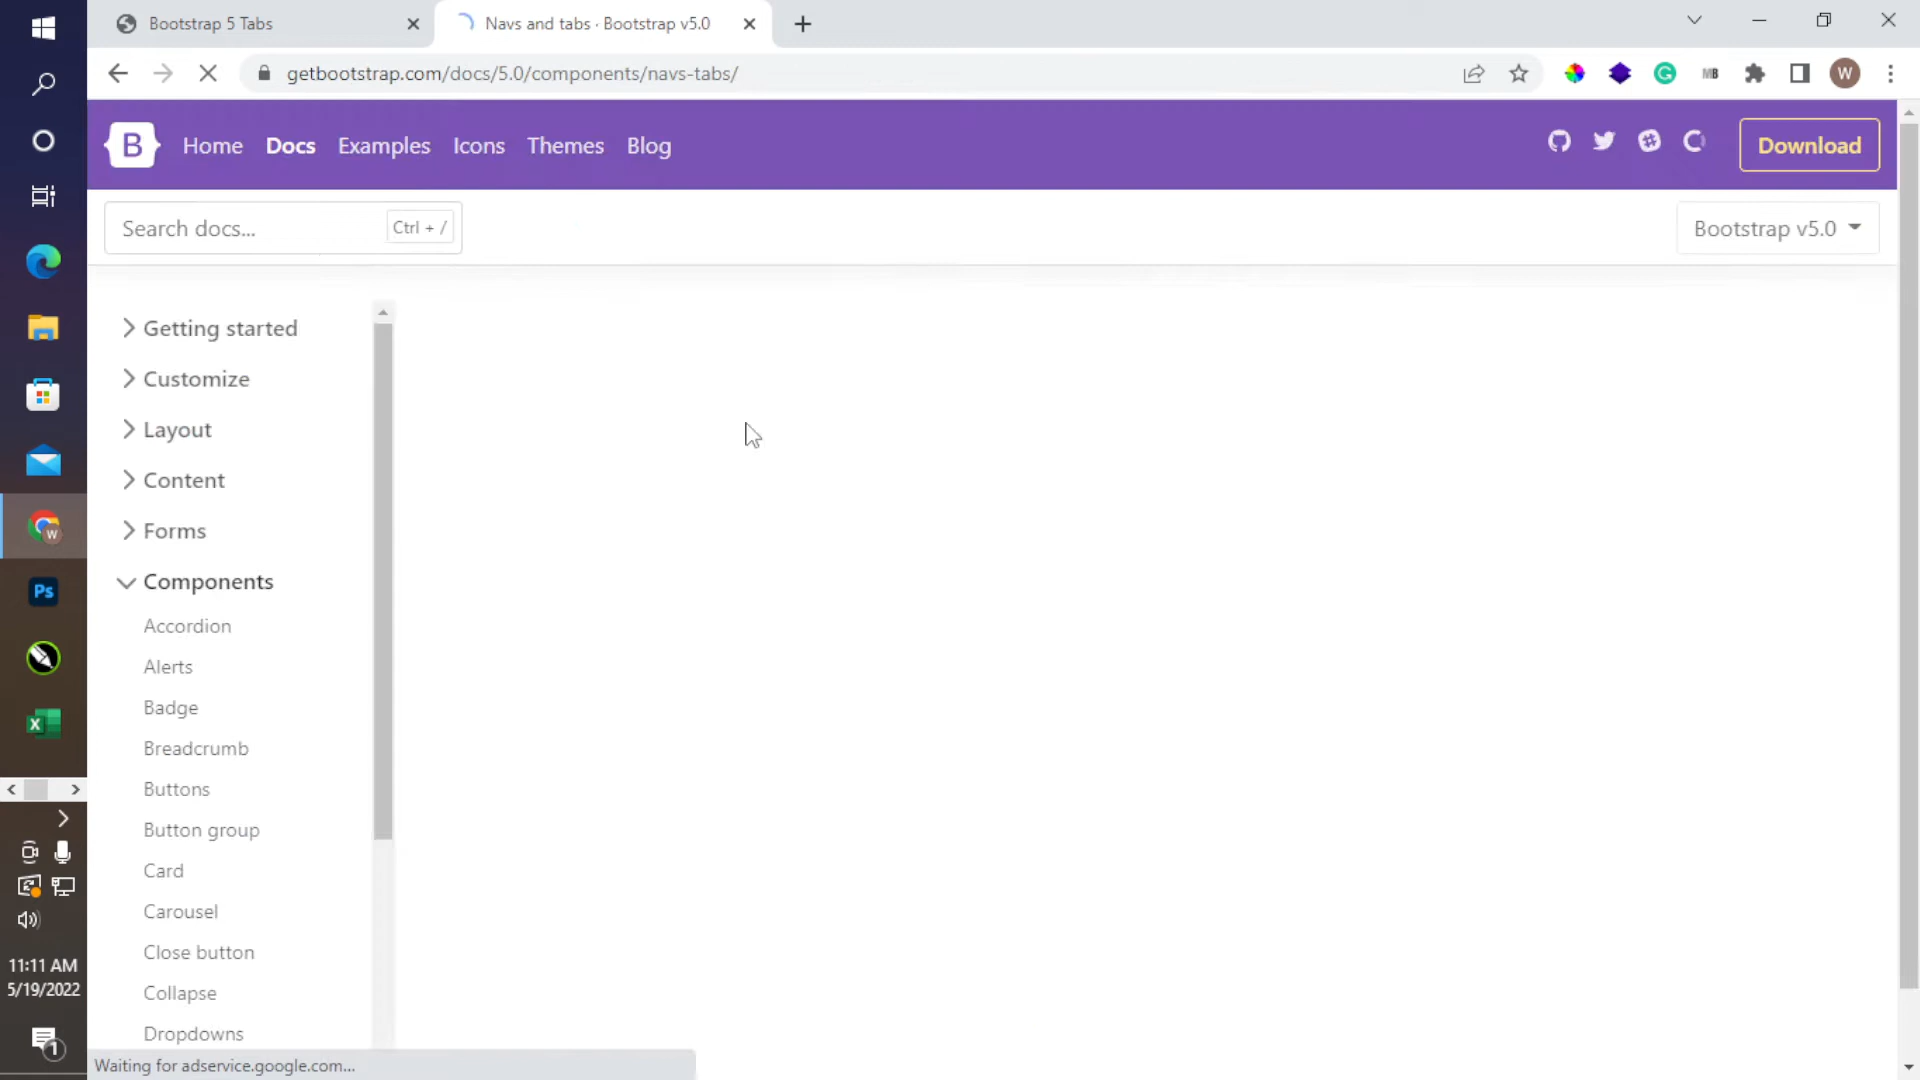 Bootstrap 5 Tabs
Navs and tabs · Bootstrap v5.0
getbootstrap.com/docs/5.0/components/navs-tabs/
MB
W
B
Home
Docs
Examples
Icons
Themes
Blog
Download
Search docs...
Ctrl + /
Bootstrap v5.0
Getting started
Customize
Layout
Content
Forms
Components
Accordion
Alerts
Badge
Breadcrumb
Buttons
Button group
Card
Carousel
Close button
Collapse
Dropdowns
W
Ps
X
11:11 AM
5/19/2022
1
Waiting for adservice.google.com...